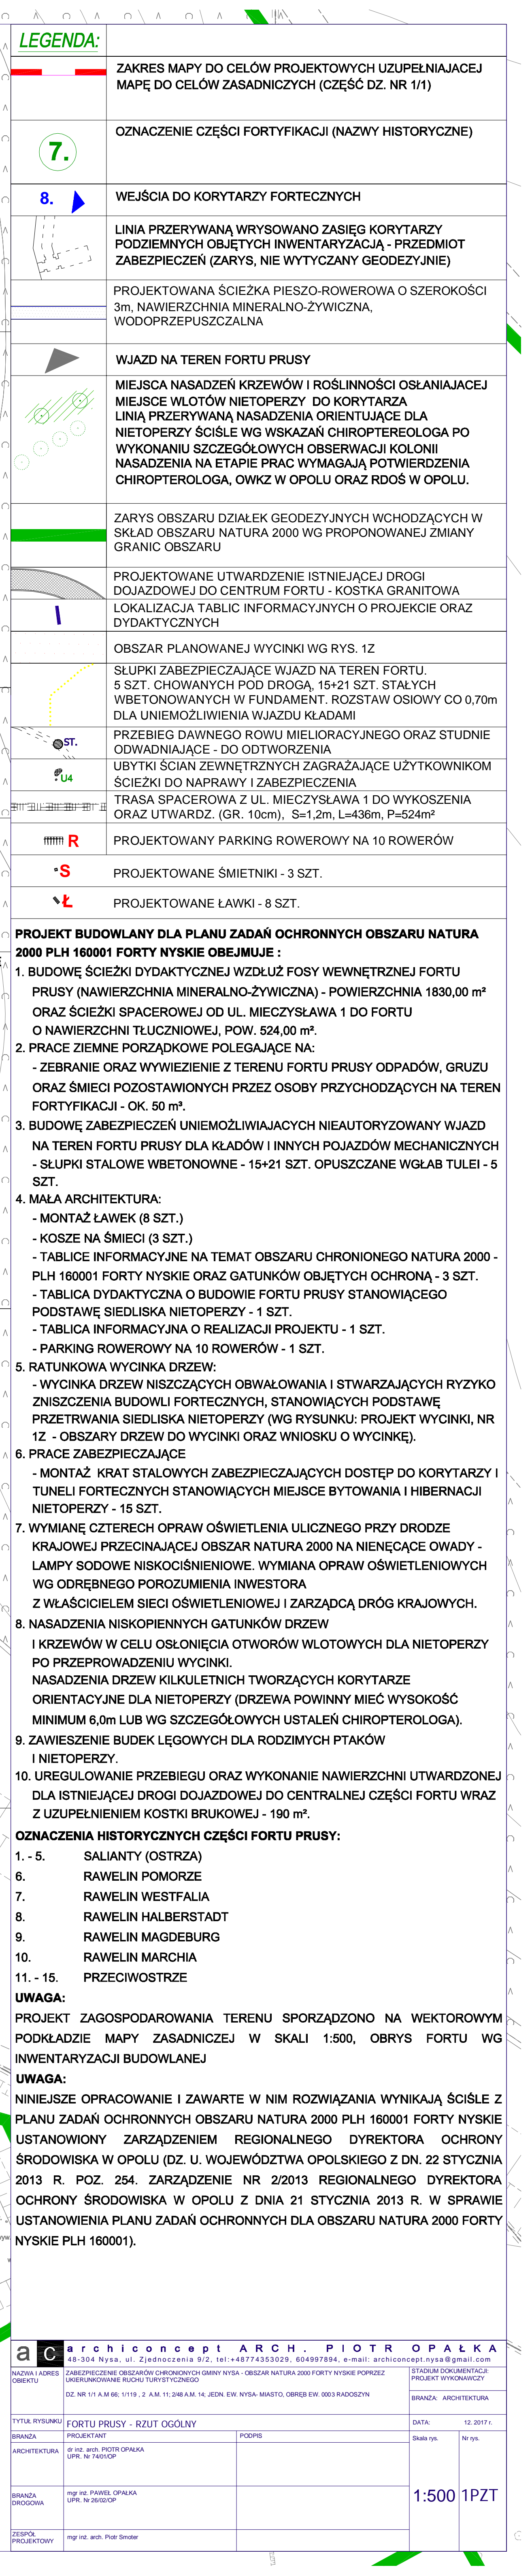 LEGENDA:
ZAKRES MAPY DO CELÓW PROJEKTOWYCH UZUPEŁNIAJACEJ
MAPĘ DO CELÓW ZASADNICZYCH (CZĘŚĆ DZ. NR 1/1)
7.
OZNACZENIE CZĘŚCI FORTYFIKACJI (NAZWY HISTORYCZNE)
8.
WEJŚCIA DO KORYTARZY FORTECZNYCH
LINIA PRZERYWANĄ WRYSOWANO ZASIĘG KORYTARZY
PODZIEMNYCH OBJĘTYCH INWENTARYZACJĄ - PRZEDMIOT
ZABEZPIECZEŃ (ZARYS, NIE WYTYCZANY GEODEZYJNIE)
PROJEKTOWANA ŚCIEŻKA PIESZO-ROWEROWA O SZEROKOŚCI
3m, NAWIERZCHNIA MINERALNO-ŻYWICZNA,
WODOPRZEPUSZCZALNA
WJAZD NA TEREN FORTU PRUSY
MIEJSCA NASADZEŃ KRZEWÓW I ROŚLINNOŚCI OSŁANIAJACEJ
MIEJSCE WLOTÓW NIETOPERZY DO KORYTARZA
LINIĄ PRZERYWANĄ NASADZENIA ORIENTUJĄCE DLA
NIETOPERZY ŚCIŚLE WG WSKAZAŃ CHIROPTEREOLOGA PO
WYKONANIU SZCZEGÓŁOWYCH OBSERWACJI KOLONII
NASADZENIA NA ETAPIE PRAC WYMAGAJĄ POTWIERDZENIA
CHIROPTEROLOGA, OWKZ W OPOLU ORAZ RDOŚ W OPOLU.
ZARYS OBSZARU DZIAŁEK GEODEZYJNYCH WCHODZĄCYCH W
SKŁAD OBSZARU NATURA 2000 WG PROPONOWANEJ ZMIANY
GRANIC OBSZARU
PROJEKTOWANE UTWARDZENIE ISTNIEJĄCEJ DROGI
DOJAZDOWEJ DO CENTRUM FORTU - KOSTKA GRANITOWA
LOKALIZACJA TABLIC INFORMACYJNYCH O PROJEKCIE ORAZ
DYDAKTYCZNYCH
OBSZAR PLANOWANEJ WYCINKI WG RYS. 1Z
SŁUPKI ZABEZPIECZAJĄCE WJAZD NA TEREN FORTU.
5 SZT. CHOWANYCH POD DROGĄ, 15+21 SZT. STAŁYCH
WBETONOWANYCH W FUNDAMENT. ROZSTAW OSIOWY CO 0,70m
DLA UNIEMOŻLIWIENIA WJAZDU KŁADAMI
ST.
PRZEBIEG DAWNEGO ROWU MELIORACYJNEGO ORAZ STUDNIE
ODWADNIAJĄCE - DO ODTWORZENIA
U4
UBYTKI ŚCIAN ZEWNĘTRZNYCH ZAGRAŻAJĄCE UŻYTKOWNIKOM
ŚCIEŻKI DO NAPRAWY I ZABEZPIECZENIA
TRASA SPACEROWA Z UL. MIECZYSŁAWA 1 DO WYKOSZENIA
ORAZ UTWARDZ. (GR. 10cm), S=1,2m, L=436m, P=524m²
R
PROJEKTOWANY PARKING ROWEROWY NA 10 ROWERÓW
S
PROJEKTOWANE ŚMIETNIKI - 3 SZT.
Ł
PROJEKTOWANE ŁAWKI - 8 SZT.
PROJEKT BUDOWLANY DLA PLANU ZADAŃ OCHRONNYCH OBSZARU NATURA
2000 PLH 160001 FORTY NYSKIE OBEJMUJE :
1. BUDOWĘ ŚCIEŻKI DYDAKTYCZNEJ WZDŁUŻ FOSY WEWNĘTRZNEJ FORTU
PRUSY (NAWIERZCHNIA MINERALNO-ŻYWICZNA) - POWIERZCHNIA 1830,00 m²
ORAZ ŚCIEŻKI SPACEROWEJ OD UL. MIECZYSŁAWA 1 DO FORTU
O NAWIERZCHNI TŁUCZNIOWEJ, POW. 524,00 m².
2. PRACE ZIEMNE PORZĄDKOWE POLEGAJĄCE NA:
- ZEBRANIE ORAZ WYWIEZIENIE Z TERENU FORTU PRUSY ODPADÓW, GRUZU
ORAZ ŚMIECI POZOSTAWIONYCH PRZEZ OSOBY PRZYCHODZĄCYCH NA TEREN
FORTYFIKACJI - OK. 50 m³.
3. BUDOWĘ ZABEZPIECZEŃ UNIEMOŻLIWIAJACYCH NIEAUTORYZOWANY WJAZD
NA TEREN FORTU PRUSY DLA KŁADÓW I INNYCH POJAZDÓW MECHANICZNYCH
- SŁUPKI STALOWE WBETONOWNE - 15+21 SZT. OPUSZCZANE WGŁAB TULEI - 5
SZT.
4. MAŁA ARCHITEKTURA:
- MONTAŻ ŁAWEK (8 SZT.)
- KOSZE NA ŚMIECI (3 SZT.)
- TABLICE INFORMACYJNE NA TEMAT OBSZARU CHRONIONEGO NATURA 2000 -
PLH 160001 FORTY NYSKIE ORAZ GATUNKÓW OBJĘTYCH OCHRONĄ - 3 SZT.
- TABLICA DYDAKTYCZNA O BUDOWIE FORTU PRUSY STANOWIĄCEGO
PODSTAWĘ SIEDLISKA NIETOPERZY - 1 SZT.
- TABLICA INFORMACYJNA O REALIZACJI PROJEKTU - 1 SZT.
- PARKING ROWEROWY NA 10 ROWERÓW - 1 SZT.
5. RATUNKOWA WYCINKA DRZEW:
- WYCINKA DRZEW NISZCZĄCYCH OBWAŁOWANIA I STWARZAJĄCYCH RYZYKO
ZNISZCZENIA BUDOWLI FORTECZNYCH, STANOWIĄCYCH PODSTAWĘ
PRZETRWANIA SIEDLISKA NIETOPERZY (WG RYSUNKU: PROJEKT WYCINKI, NR
1Z - OBSZARY DRZEW DO WYCINKI ORAZ WNIOSKU O WYCINKĘ).
6. PRACE ZABEZPIECZAJĄCE
- MONTAŻ KRAT STALOWYCH ZABEZPIECZAJĄCYCH DOSTĘP DO KORYTARZY I
TUNELI FORTECZNYCH STANOWIĄCYCH MIEJSCE BYTOWANIA I HIBERNACJI
NIETOPERZY - 15 SZT.
7. WYMIANĘ CZTERECH OPRAW OŚWIETLENIA ULICZNEGO PRZY DRODZE
KRAJOWEJ PRZECINAJĄCEJ OBSZAR NATURA 2000 NA NIENĘCĄCE OWADY -
LAMPY SODOWE NISKOCIŚNIENIOWE. WYMIANA OPRAW OŚWIETLENIOWYCH
WG ODRĘBNEGO POROZUMIENIA INWESTORA
Z WŁAŚCICIELEM SIECI OŚWIETLENIOWEJ I ZARZĄDCĄ DRÓG KRAJOWYCH.
8. NASADZENIA NISKOPIENNYCH GATUNKÓW DRZEW
I KRZEWÓW W CELU OSŁONIĘCIA OTWORÓW WLOTOWYCH DLA NIETOPERZY
PO PRZEPROWADZENIU WYCINKI.
NASADZENIA DRZEW KILKULETNICH TWORZĄCYCH KORYTARZE
ORIENTACYJNE DLA NIETOPERZY (DRZEWA POWINNY MIEĆ WYSOKOŚĆ
MINIMUM 6,0m LUB WG SZCZEGÓŁOWYCH USTALEŃ CHIROPTEROLOGA).
9. ZAWIESZENIE BUDEK LĘGOWYCH DLA RODZIMYCH PTAKÓW
I NIETOPERZY.
10. UREGULOWANIE PRZEBIEGU ORAZ WYKONANIE NAWIERZCHNI UTWARDZONEJ
DLA ISTNIEJĄCEJ DROGI DOJAZDOWEJ DO CENTRALNEJ CZĘŚCI FORTU WRAZ
Z UZUPEŁNIENIEM KOSTKI BRUKOWEJ - 190 m².
OZNACZENIA HISTORYCZNYCH CZĘŚCI FORTU PRUSY:
1. - 5. SALIANTY (OSTRZA)
6. RAWELIN POMORZE
7. RAWELIN WESTFALIA
8. RAWELIN HALBERSTADT
9. RAWELIN MAGDEBURG
10. RAWELIN MARCHIA
11. - 15. PRZECIWOSTRZE
UWAGA:
PROJEKT ZAGOSPODAROWANIA TERENU SPORZĄDZONO NA WEKTOROWYM
PODKŁADZIE MAPY ZASADNICZEJ W SKALI 1:500, OBRYS FORTU WG
INWENTARYZACJI BUDOWLANEJ
UWAGA:
NINIEJSZE OPRACOWANIE I ZAWARTE W NIM ROZWIĄZANIA WYNIKAJĄ ŚCIŚLE Z
PLANU ZADAŃ OCHRONNYCH OBSZARU NATURA 2000 PLH 160001 FORTY NYSKIE
USTANOWIONY ZARZĄDZENIEM REGIONALNEGO DYREKTORA OCHRONY
ŚRODOWISKA W OPOLU (DZ. U. WOJEWÓDZTWA OPOLSKIEGO Z DN. 22 STYCZNIA
2013 R. POZ. 254. ZARZĄDZENIE NR 2/2013 REGIONALNEGO DYREKTORA
OCHRONY ŚRODOWISKA W OPOLU Z DNIA 21 STYCZNIA 2013 R. W SPRAWIE
USTANOWIENIA PLANU ZADAŃ OCHRONNYCH DLA OBSZARU NATURA 2000 FORTY
NYSKIE PLH 160001).
ac archiconcept ARCH. PIOTR OPAŁKA
48-304 Nysa, ul. Zjednoczenia 9/2, tel:+48774353029, 604997894, e-mail: archiconcept.nysa@gmail.com
NAZWA I ADRES
OBIEKTU
ZABEZPIECZENIE OBSZARÓW CHRONIONYCH GMINY NYSA - OBSZAR NATURA 2000 FORTY NYSKIE POPRZEZ
UKIERUNKOWANIE RUCHU TURYSTYCZNEGO
DZ. NR 1/1 A.M 66; 1/119 , 2 A.M. 11; 2/48 A.M. 14; JEDN. EW. NYSA- MIASTO, OBRĘB EW. 0003 RADOSZYN
STADIUM DOKUMENTACJI:
PROJEKT WYKONAWCZY
BRANŻA: ARCHITEKTURA
TYTUŁ RYSUNKU
FORTU PRUSY - RZUT OGÓLNY
DATA: 12. 2017 r.
BRANŻA
PROJEKTANT
PODPIS
Skala rys.
Nr rys.
ARCHITEKTURA
dr inż. arch. PIOTR OPAŁKA
UPR. Nr 74/01/OP
BRANŻA
DROGOWA
mgr inż. PAWEŁ OPAŁKA
UPR. Nr 26/02/OP
1:500
1PZT
ZESPÓŁ
PROJEKTOWY
mgr inż. arch. Piotr Smoter